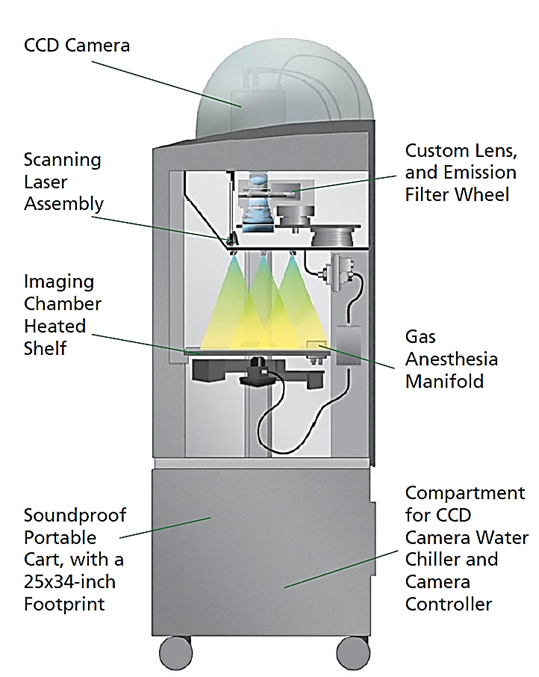 CCD Camera
Scanning
Laser
Assembly
Custom Lens,
and Emission
Filter Wheel
Imaging
Chamber
Heated
Shelf
Gas
Anesthesia
Manifold
Soundproof
Portable
Cart, with a
25x34-inch
Footprint
Compartment
for CCD
Camera Water
Chiller and
Camera
Controller